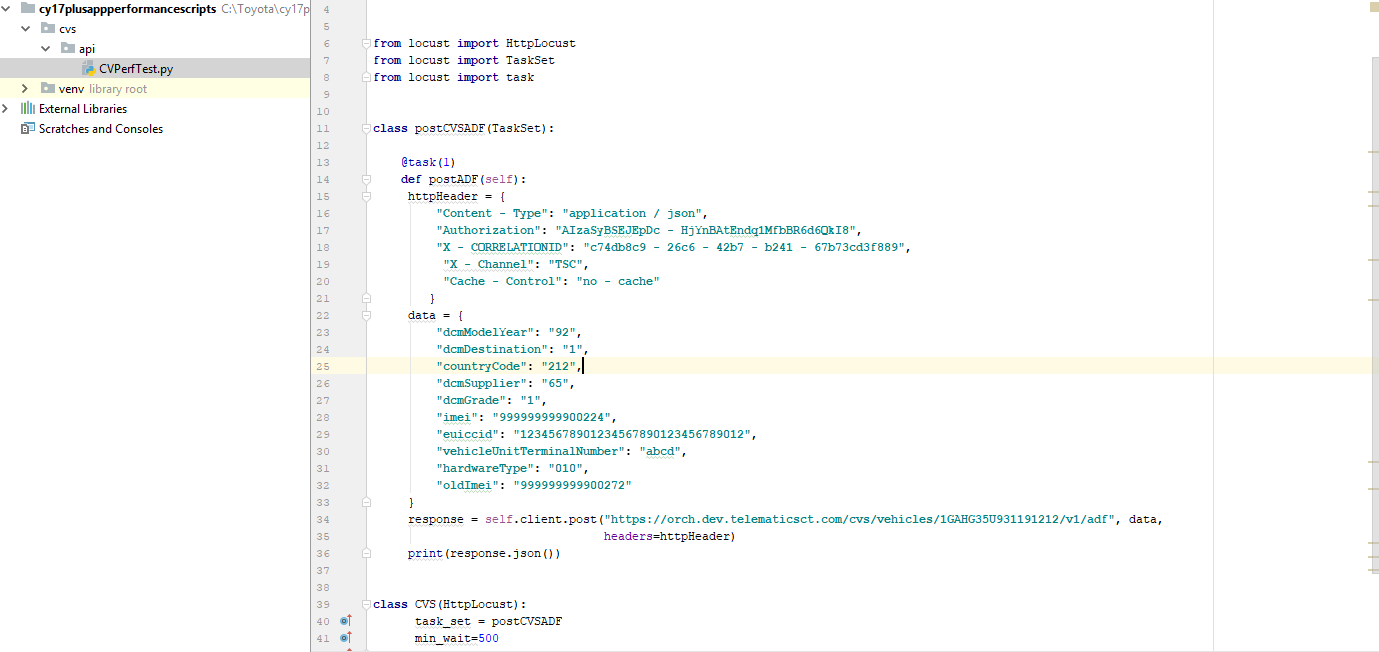 cy17plusappperformancescripts C:\Toyota\cy17p
cvs
api
CVPerfTest.py
venv library root
External Libraries
Scratches and Consoles
4
5
6 from locust import HttpLocust
7 from locust import TaskSet
8 from locust import task
9
10
11 class postCVSADF(TaskSet):
12
13 @task(1)
14 def postADF(self):
15 httpHeader = {
16 "Content - Type": "application / json",
17 "Authorization": "AIzaSyBSEJEpDc - HjYnBAtEndq1MfbBR6d6QkI8",
18 "X - CORRELATIONID": "c74db8c9 - 26c6 - 42b7 - b241 - 67b73cd3f889",
19 "X - Channel": "TSC",
20 "Cache - Control": "no - cache"
21 }
22 data = {
23 "dcmModelYear": "92",
24 "dcmDestination": "1",
25 "countryCode": "212",
26 "dcmSupplier": "65",
27 "dcmGrade": "1",
28 "imei": "999999999900224",
29 "euiccid": "12345678901234567890123456789012",
30 "vehicleUnitTerminalNumber": "abcd",
31 "hardwareType": "010",
32 "oldImei": "999999999900272"
33 }
34 response = self.client.post("https://orch.dev.telematicsct.com/cvs/vehicles/1GAHG35U931191212/v1/adf", data,
35 headers=httpHeader)
36 print(response.json())
37
38
39 class CVS(HttpLocust):
40 task_set = postCVSADF
41 min_wait=500